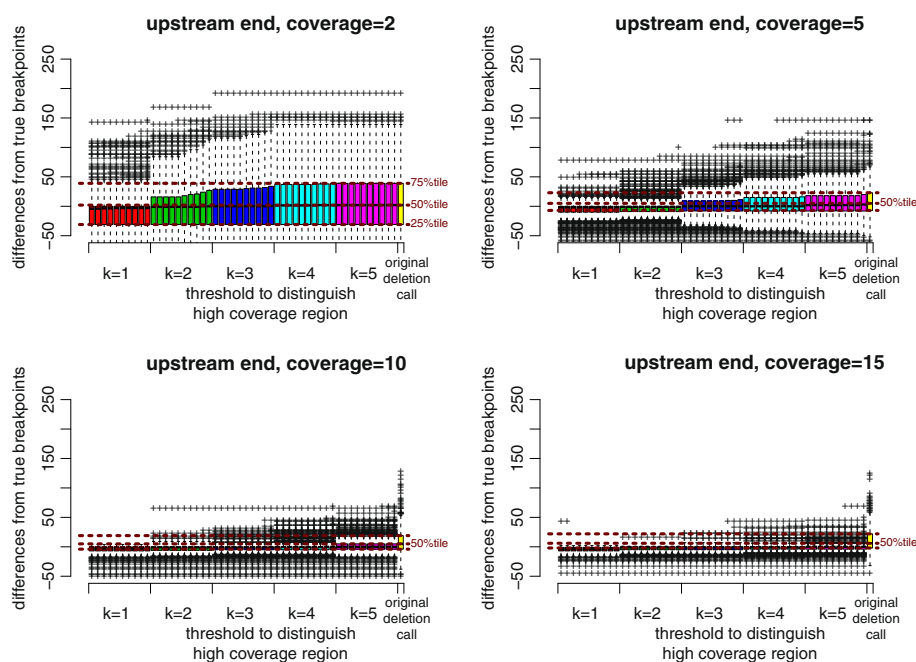 upstream end, coverage=2
differences from true breakpoints
250
150
50
−50
75%tile
50%tile
25%tile
k=1
k=2
k=3
k=4
k=5
original
deletion
call
threshold to distinguish
high coverage region
upstream end, coverage=5
differences from true breakpoints
250
150
50
−50
50%tile
k=1
k=2
k=3
k=4
k=5
original
deletion
call
threshold to distinguish
high coverage region
upstream end, coverage=10
differences from true breakpoints
250
150
50
−50
50%tile
k=1
k=2
k=3
k=4
k=5
original
deletion
call
threshold to distinguish
high coverage region
upstream end, coverage=15
differences from true breakpoints
250
150
50
−50
50%tile
k=1
k=2
k=3
k=4
k=5
original
deletion
call
threshold to distinguish
high coverage region